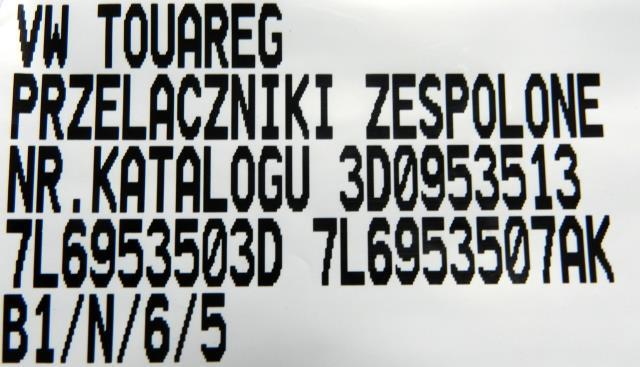 VW TOUAREG
PRZELACZNIKI ZESPOLONE
NR.KATALOGU 3D0953513
7L6953503D 7L6953507AK
B1/N/6/5